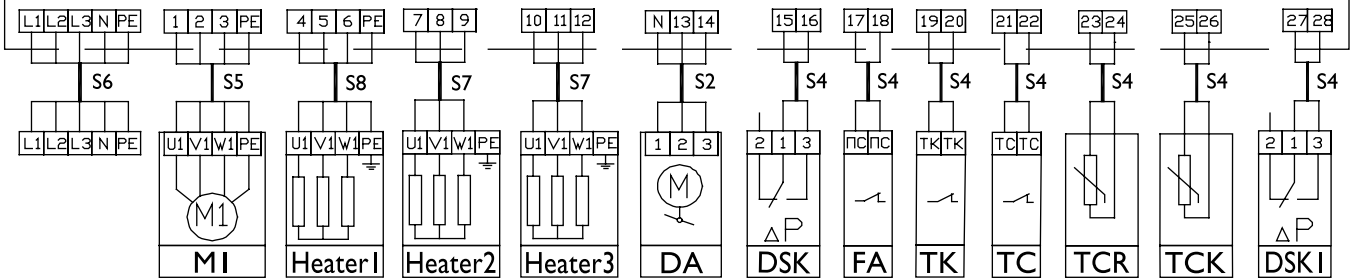 L1 L2 L3 N PE 1 2 3 PE 4 5 6 PE 7 8 9 10 11 12 N 13 14 15 16 17 18 19 20 21 22 23 24 25 26 27 28
S6 S5 S8 S7 S7 S2 S4 S4 S4 S4 S4 S4 S4
L1 L2 L3 N PE U1 V1 W1 PE U1 V1 W1 PE U1 V1 W1 PE U1 V1 W1 PE 1 2 3 2 1 3 ПС ПС ТК ТК ТС ТС 2 1 3
M1 M
ΔP ΔP
M1 Heater1 Heater2 Heater3 DA DSK FA TK TC TCR TCK DSK1